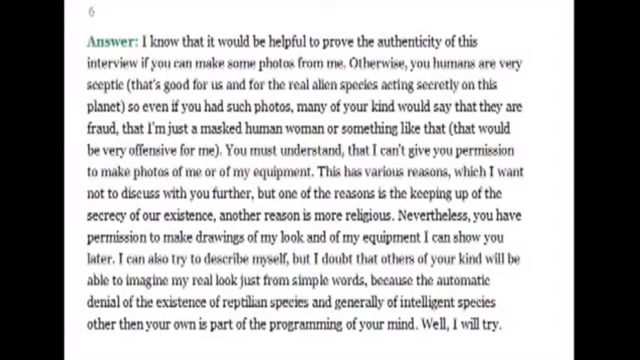 6
Answer: I know that it would be helpful to prove the authenticity of this
interview if you can make some photos from me. Otherwise, you humans are very
sceptic (that's good for us and for the real alien species acting secretly on this
planet) so even if you had such photos, many of your kind would say that they are
fraud, that I'm just a masked human woman or something like that (that would
be very offensive for me). You must understand, that I can't give you permission
to make photos of me or of my equipment. This has various reasons, which I want
not to discuss with you further, but one of the reasons is the keeping up of the
secrecy of our existence, another reason is more religious. Nevertheless, you have
permission to make drawings of my look and of my equipment I can show you
later. I can also try to describe myself, but I doubt that others of your kind will be
able to imagine my real look just from simple words, because the automatic
denial of the existence of reptilian species and generally of intelligent species
other then your own is part of the programming of your mind. Well, I will try.